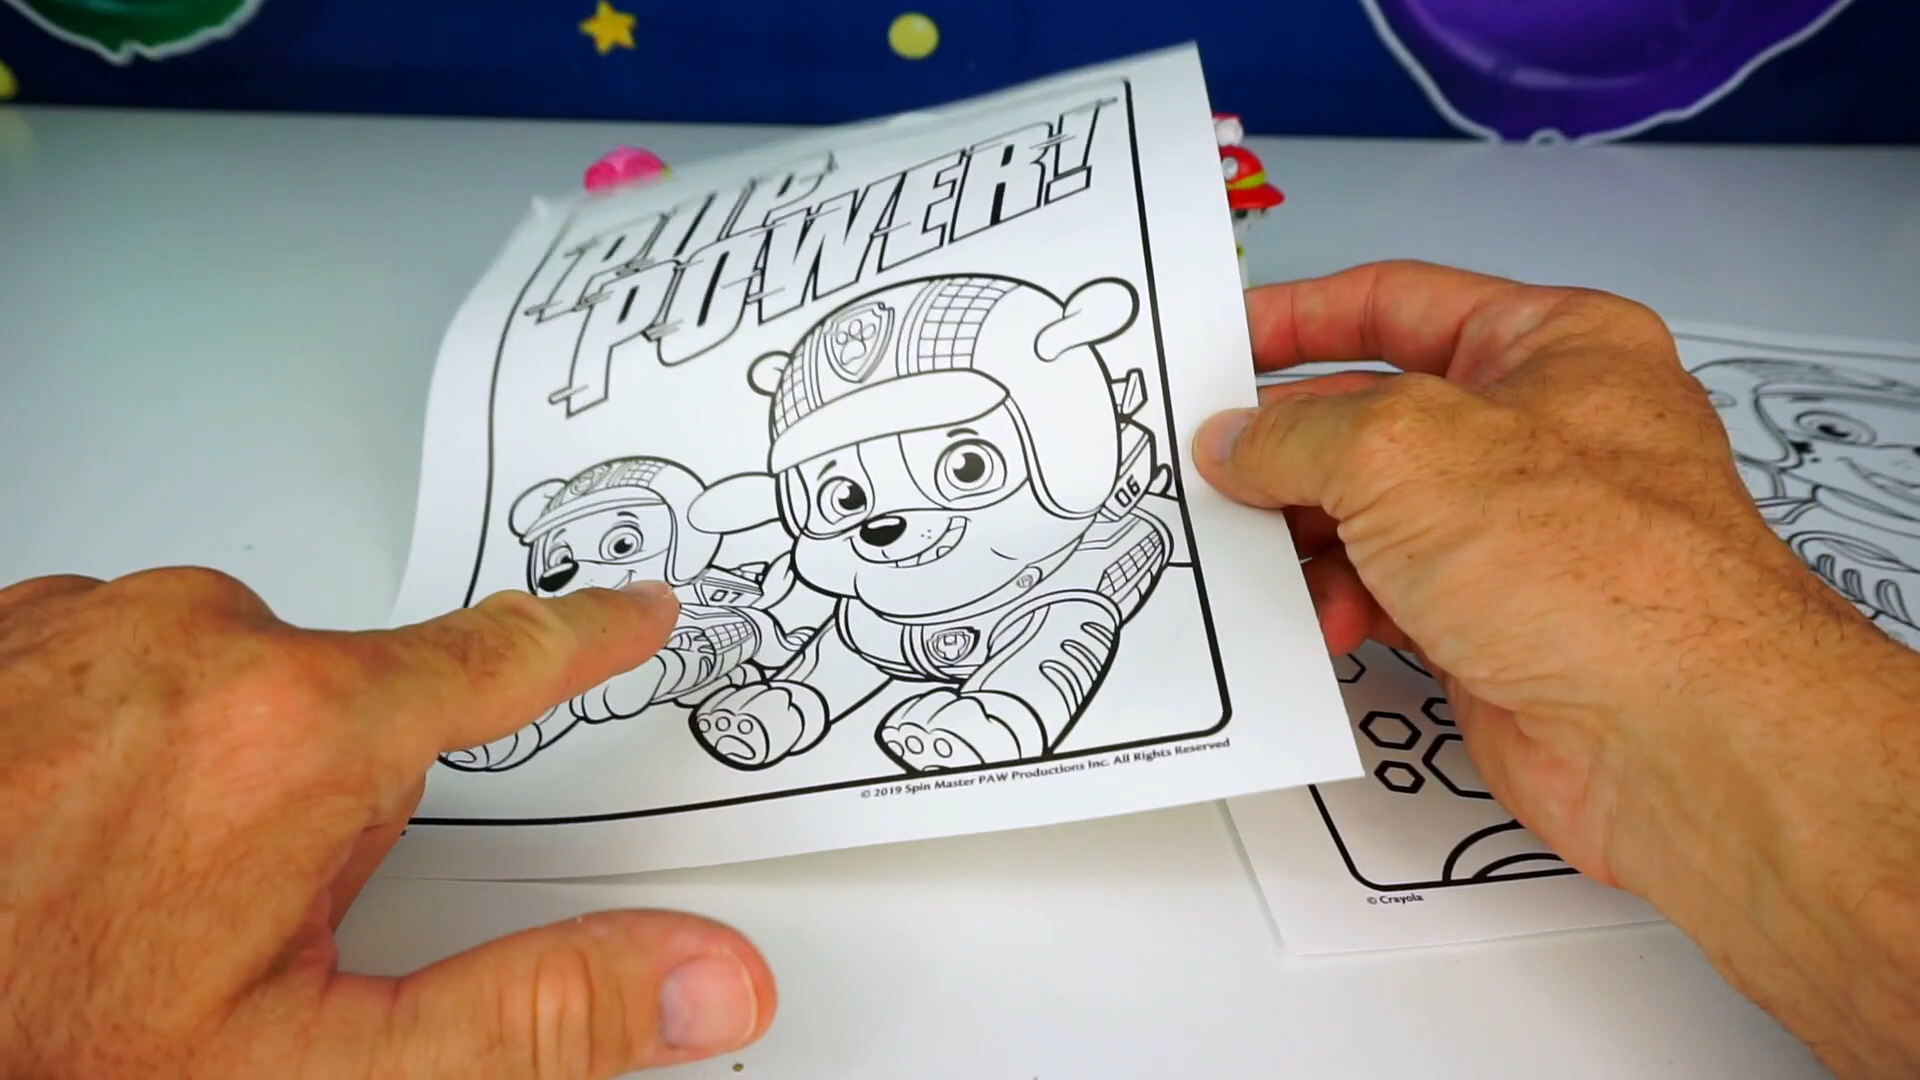 PUP
POWER!
06
07
© 2019 Spin Master PAW Productions Inc. All Rights Reserved
© Crayola